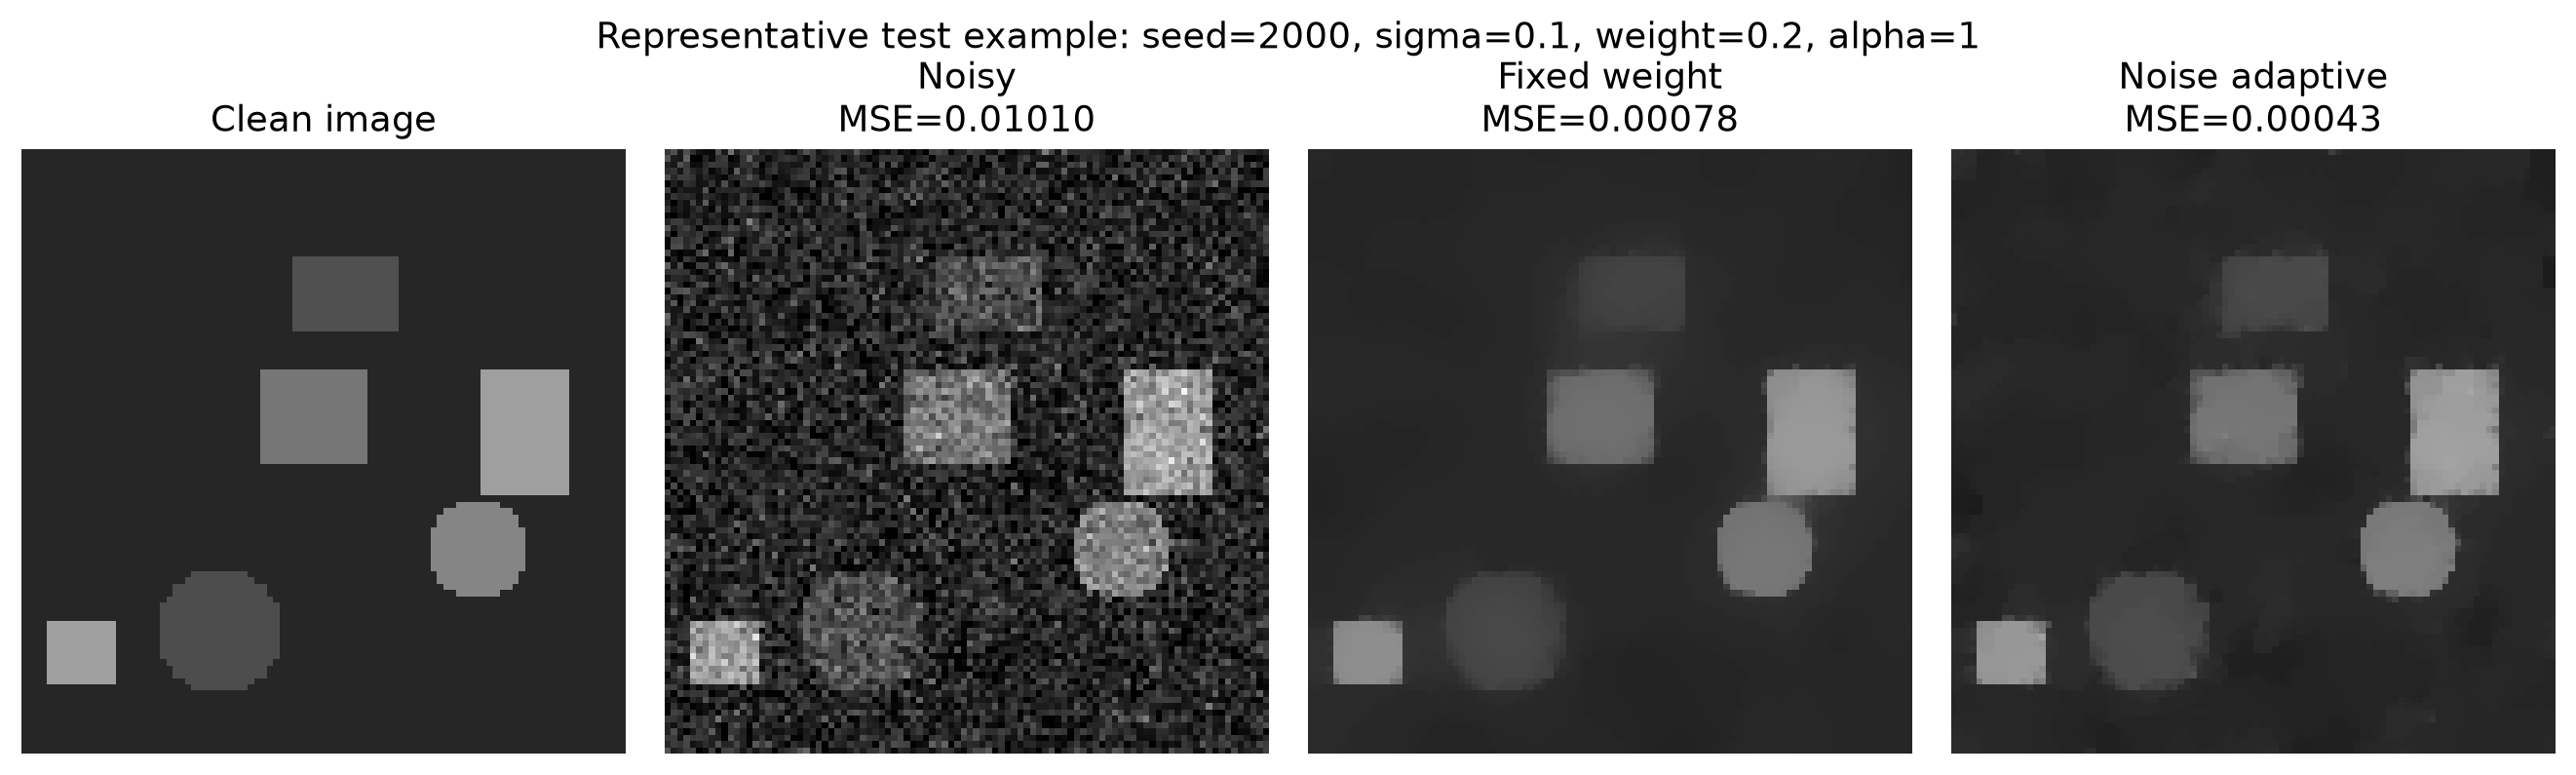 Representative test example: seed=2000, sigma=0.1, weight=0.2, alpha=1
Clean image
Noisy
MSE=0.01010
Fixed weight
MSE=0.00078
Noise adaptive
MSE=0.00043